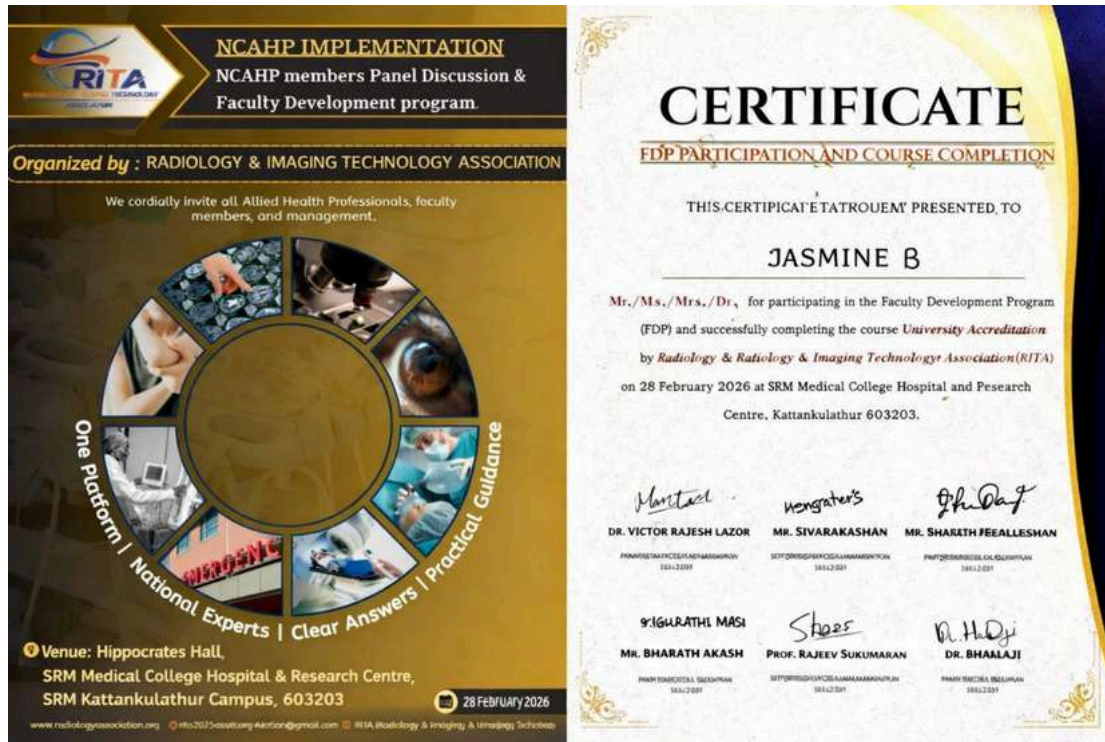 RiTA
NCAHP IMPLEMENTATION
NCAHP members Panel Discussion &
Faculty Development program.
Organized by : RADIOLOGY & IMAGING TECHNOLOGY ASSOCIATION
We cordially invite all Allied Health Professionals, faculty
members, and management.
EMERGENC
One Platform | National Experts | Clear Answers | Practical Guidance
Venue: Hippocrates Hall,
SRM Medical College Hospital & Research Centre,
SRM Kattankulathur Campus, 603203
28 February 2026
www.radiologyassociation.org
CERTIFICATE
FDP PARTICIPATION AND COURSE COMPLETION
THIS CERTIPICAI'E TATROUEM' PRESENTED TO
JASMINE B
Mr./Ms./Mrs./Dr., for participating in the Faculty Development Program
(FDP) and successfully completing the course University Accreditation
by Radiology & Ratiology & Imaging Technology Association(RITA)
on 28 February 2026 at SRM Medical College Hospital and Pesearch
Centre, Kattankulathur 603203.
DR. VICTOR RAJESH LAZOR
MR. SIVARAKASHAN
MR. SHARATH FEEALLESHAN
MR. BHARATH AKASH
PROF. RAJEEV SUKUMARAN
DR. BHAALAJI